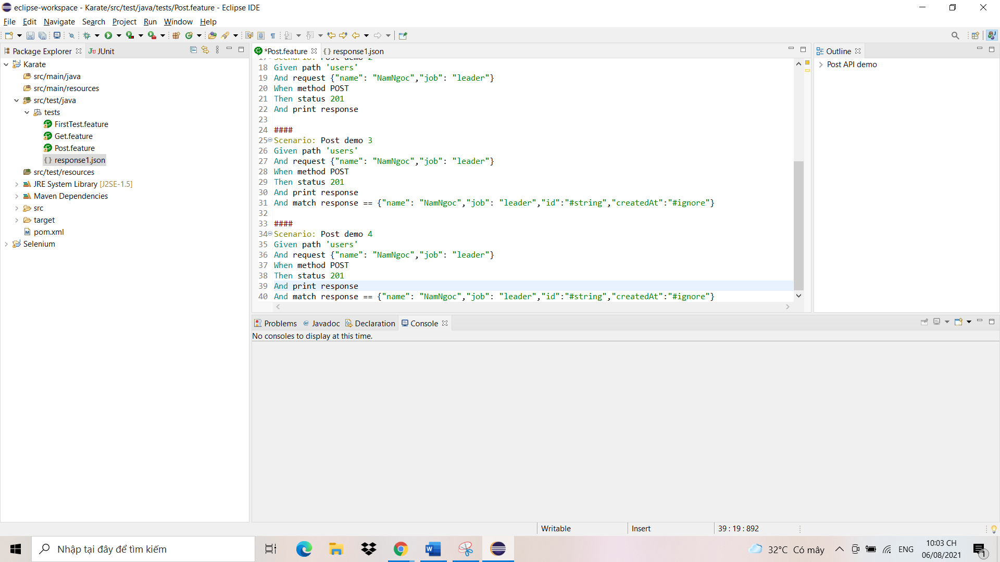 eclipse-workspace - Karate/src/test/java/tests/Post.feature - Eclipse IDE
File Edit Navigate Search Project Run Window Help
Package Explorer
JUnit
Karate
src/main/java
src/main/resources
src/test/java
tests
FirstTest.feature
Get.feature
Post.feature
response1.json
src/test/resources
JRE System Library [J2SE-1.5]
Maven Dependencies
src
target
pom.xml
Selenium
*Post.feature
response1.json
17 Scenario: Post demo 2
18 Given path 'users'
19 And request {"name": "NamNgoc","job": "leader"}
20 When method POST
21 Then status 201
22 And print response
23
24 ####
25 Scenario: Post demo 3
26 Given path 'users'
27 And request {"name": "NamNgoc","job": "leader"}
28 When method POST
29 Then status 201
30 And print response
31 And match response == {"name": "NamNgoc","job": "leader","id":"#string","createdAt":"#ignore"}
32
33 ####
34 Scenario: Post demo 4
35 Given path 'users'
36 And request {"name": "NamNgoc","job": "leader"}
37 When method POST
38 Then status 201
39 And print response
40 And match response == {"name": "NamNgoc","job": "leader","id":"#string","createdAt":"#ignore"}
Outline
Post API demo
Problems @ Javadoc Declaration Console
No consoles to display at this time.
Writable Insert 39 : 19 : 892
Nhập tại đây để tìm kiếm
32°C Có mây
ENG
10:03 CH
06/08/2021
1